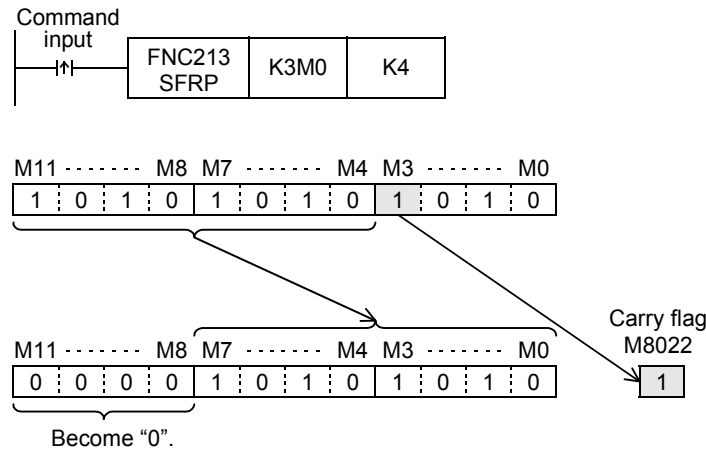 Command
input
FNC213
SFRP
K3M0
K4
M11 ------- M8 M7 ------- M4 M3 ------- M0
1 0 1 0 1 0 1 0 1 0 1 0
Carry flag
M8022
M11 ------- M8 M7 ------- M4 M3 ------- M0
0 0 0 0 1 0 1 0 1 0 1 0 1
Become “0”.